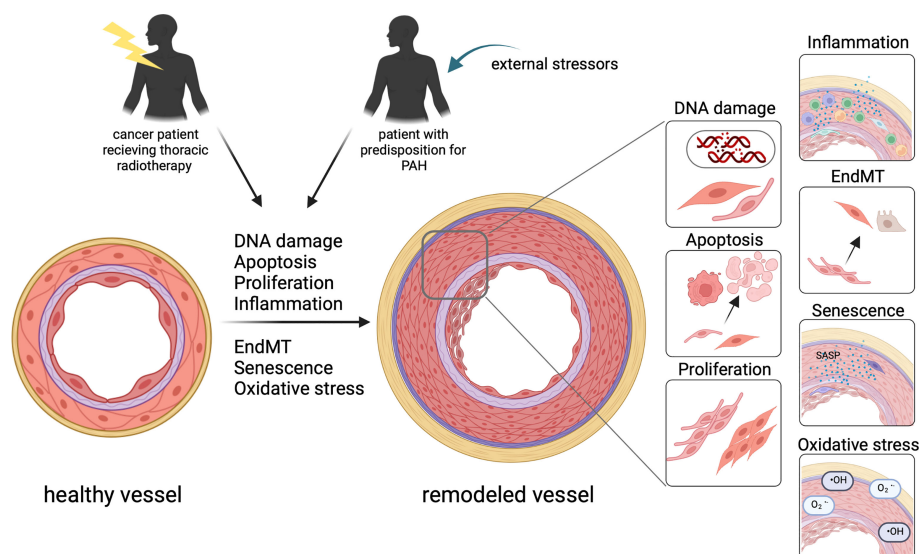 cancer patient
recieving thoracic
radiotherapy
patient with
predisposition for
PAH
external stressors
DNA damage
Apoptosis
Proliferation
Inflammation
EndMT
Senescence
Oxidative stress
healthy vessel
remodeled vessel
DNA damage
Apoptosis
Proliferation
Inflammation
EndMT
Senescence
SASP
Oxidative stress
•OH
O₂˙⁻
O₂˙⁻
•OH